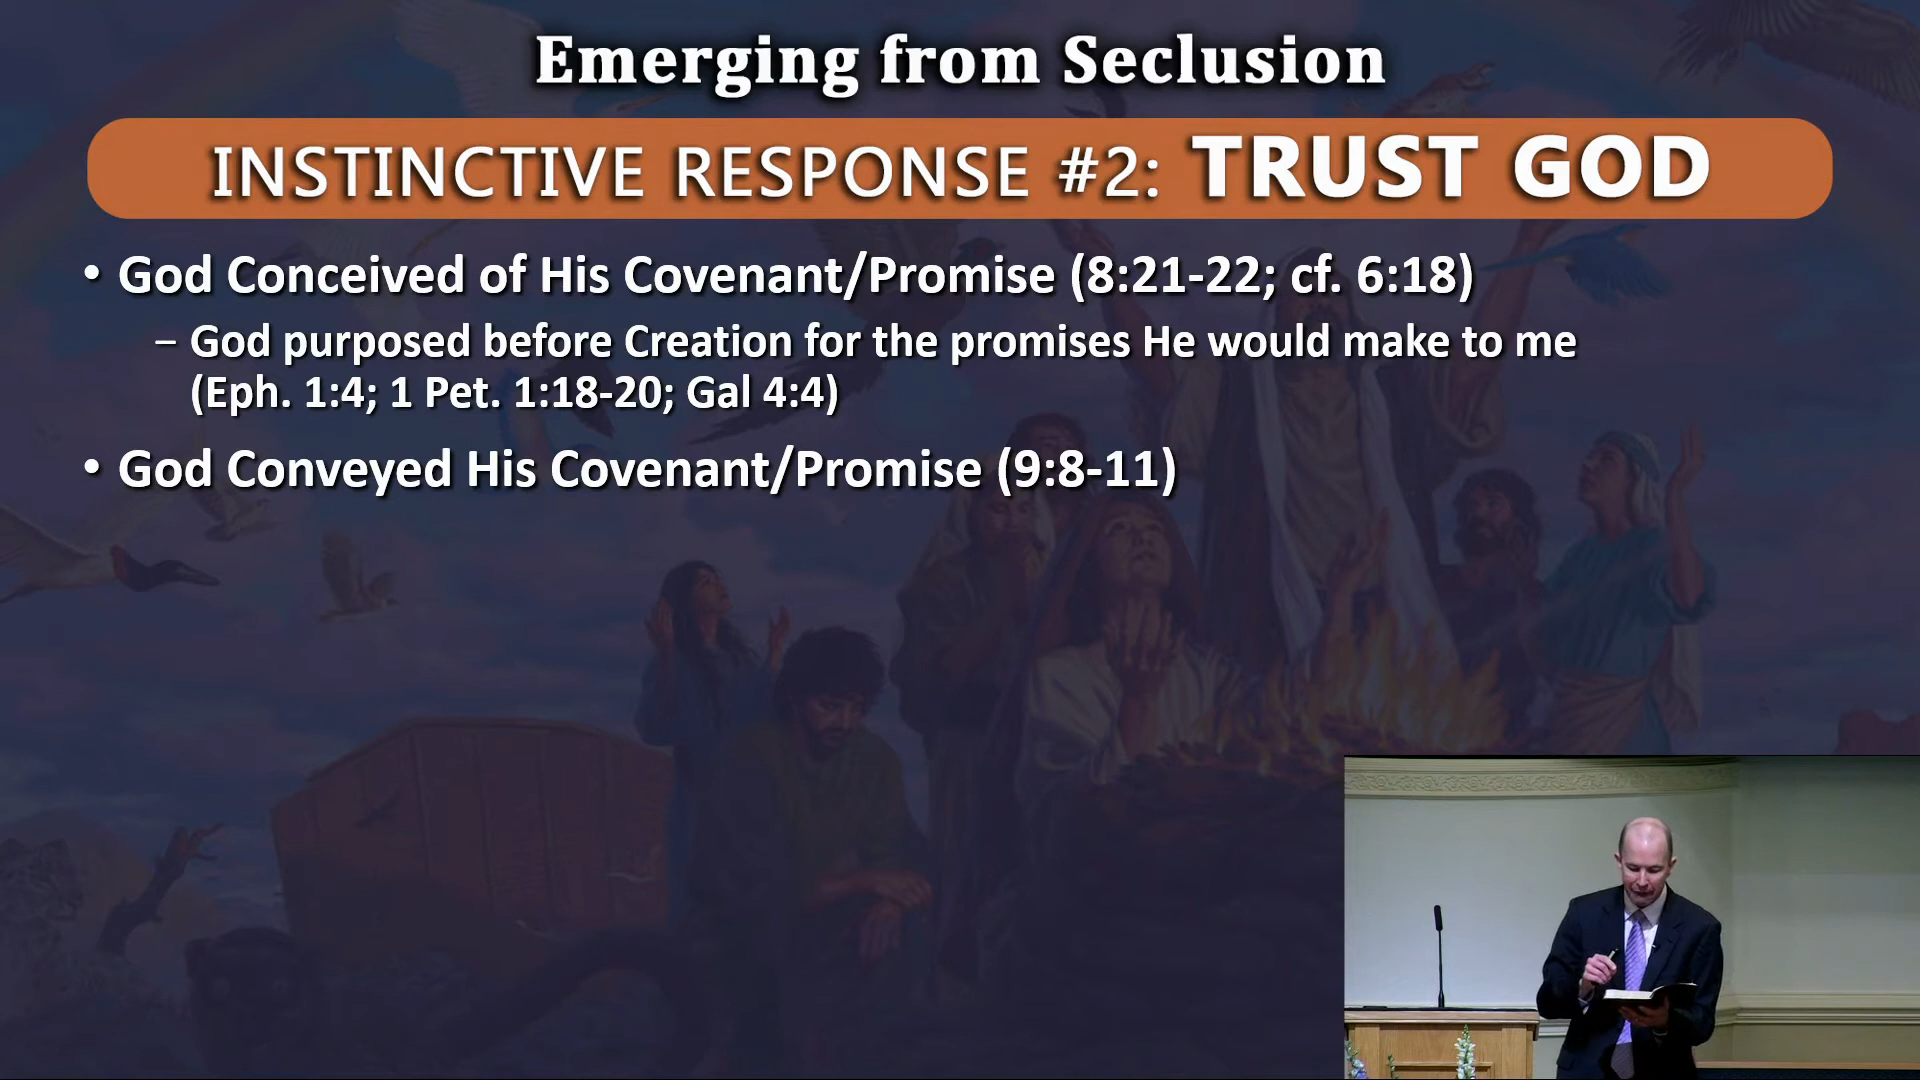 Emerging from Seclusion
INSTINCTIVE RESPONSE #2: TRUST GOD
• God Conceived of His Covenant/Promise (8:21-22; cf. 6:18)
– God purposed before Creation for the promises He would make to me
(Eph. 1:4; 1 Pet. 1:18-20; Gal 4:4)
• God Conveyed His Covenant/Promise (9:8-11)